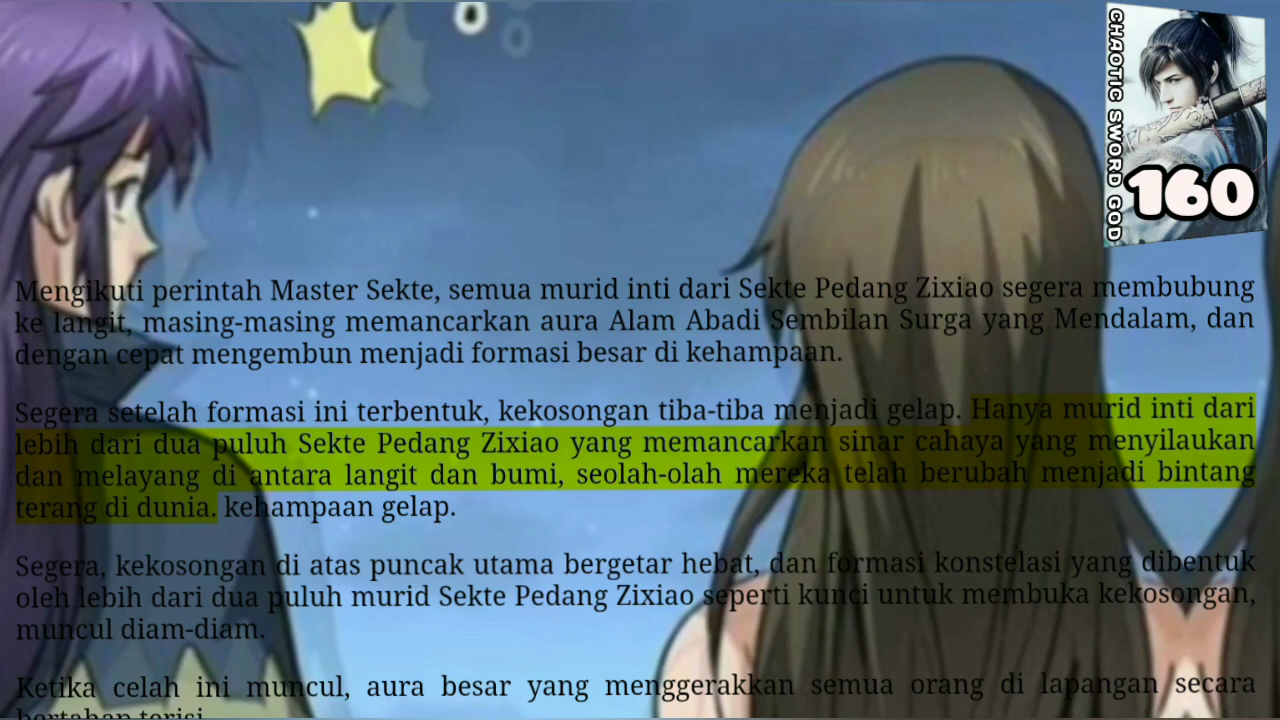 CHAOTIC SWORD GOD
160
Mengikuti perintah Master Sekte, semua murid inti dari Sekte Pedang Zixiao segera membubung
ke langit, masing-masing memancarkan aura Alam Abadi Sembilan Surga yang Mendalam, dan
dengan cepat mengembun menjadi formasi besar di kehampaan.
Segera setelah formasi ini terbentuk, kekosongan tiba-tiba menjadi gelap. Hanya murid inti dari
lebih dari dua puluh Sekte Pedang Zixiao yang memancarkan sinar cahaya yang menyilaukan
dan melayang di antara langit dan bumi, seolah-olah mereka telah berubah menjadi bintang
terang di dunia. kehampaan gelap.
Segera, kekosongan di atas puncak utama bergetar hebat, dan formasi konstelasi yang dibentuk
oleh lebih dari dua puluh murid Sekte Pedang Zixiao seperti kunci untuk membuka kekosongan,
muncul diam-diam.
Ketika celah ini muncul, aura besar yang menggerakkan semua orang di lapangan secara
bertahap terisi